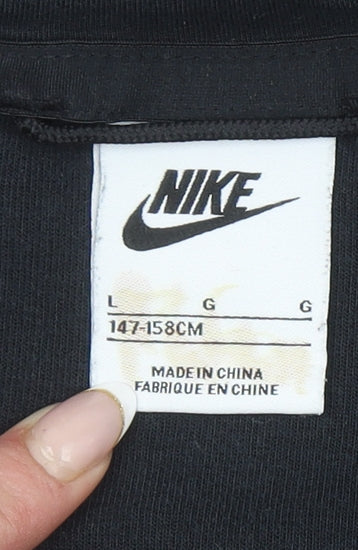 NIKE
L G G
147-158CM
MADE IN CHINA
FABRIQUE EN CHINE